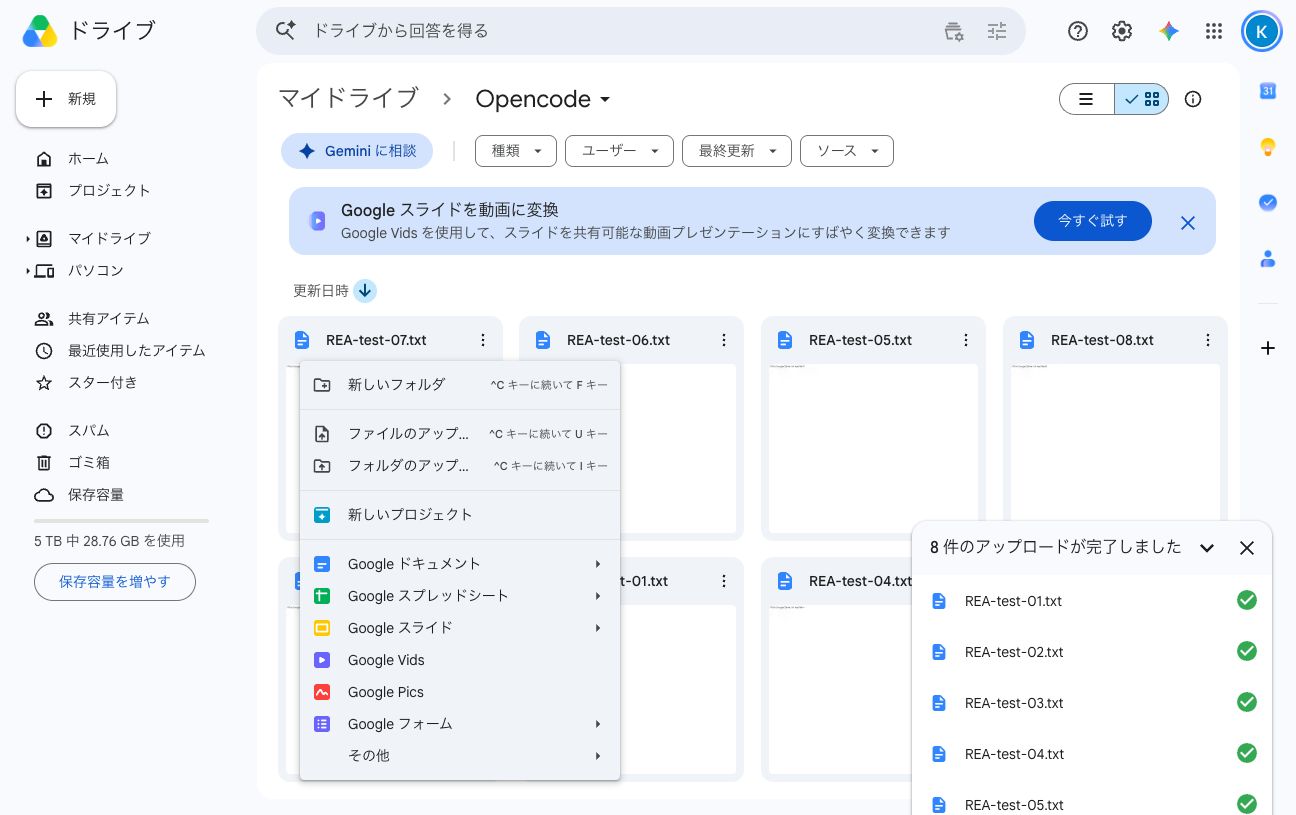 ドライブ
ドライブから回答を得る
K
新規
マイドライブ
Opencode
31
ホーム
プロジェクト
マイドライブ
パソコン
共有アイテム
最近使用したアイテム
スター付き
スパム
ゴミ箱
保存容量
5 TB 中 28.76 GB を使用
保存容量を増やす
Gemini に相談
種類
ユーザー
最終更新
ソース
Google スライドを動画に変換
Google Vids を使用して、スライドを共有可能な動画プレゼンテーションにすばやく変換できます
今すぐ試す
更新日時
REA-test-07.txt
REA-test-06.txt
REA-test-05.txt
REA-test-08.txt
新しいフォルダ ^C キーに続いて F キー
ファイルのアップ... ^C キーに続いて U キー
フォルダのアップ... ^C キーに続いて I キー
新しいプロジェクト
Google ドキュメント
Google スプレッドシート
Google スライド
Google Vids
Google Pics
Google フォーム
その他
t-01.txt
REA-test-04.txt
8 件のアップロードが完了しました
REA-test-01.txt
REA-test-02.txt
REA-test-03.txt
REA-test-04.txt
REA-test-05.txt